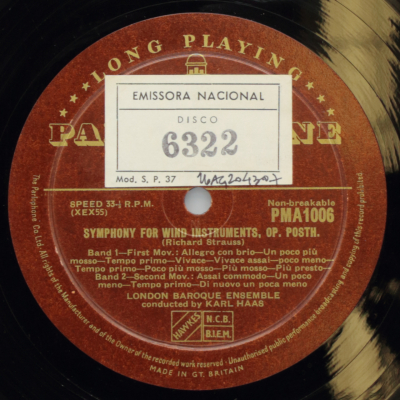 ★★★ LONG PLAYING ★★★
EMISSORA NACIONAL
DISCO
6322
Mod. S. P. 37
PA NE
SPEED 33⅓ R.P.M.
(XEX55)
Non-breakable
PMA1006
SYMPHONY FOR WIND INSTRUMENTS, OP. POSTH.
(Richard Strauss)
Band 1—First Mov.: Allegro con brio—Un poco più
mosso—Tempo primo—Vivace—Vivace assai—poco meno—
Tempo primo—Poco più mosso—Più mosso—Più presto
Band 2—Second Mov.: Assai commodo—Un poco
meno—Tempo primo—Di nuovo un poca meno
LONDON BAROQUE ENSEMBLE
conducted by KARL HAAS
HAWKES
N.C.B.
B.I.E.M.
The Parlophone Co. Ltd. All rights of the Manufacturer and of the owner of the recorded work reserved. Unauthorised public performance broadcasting and copying of this record prohibited.
MADE IN GT. BRITAIN